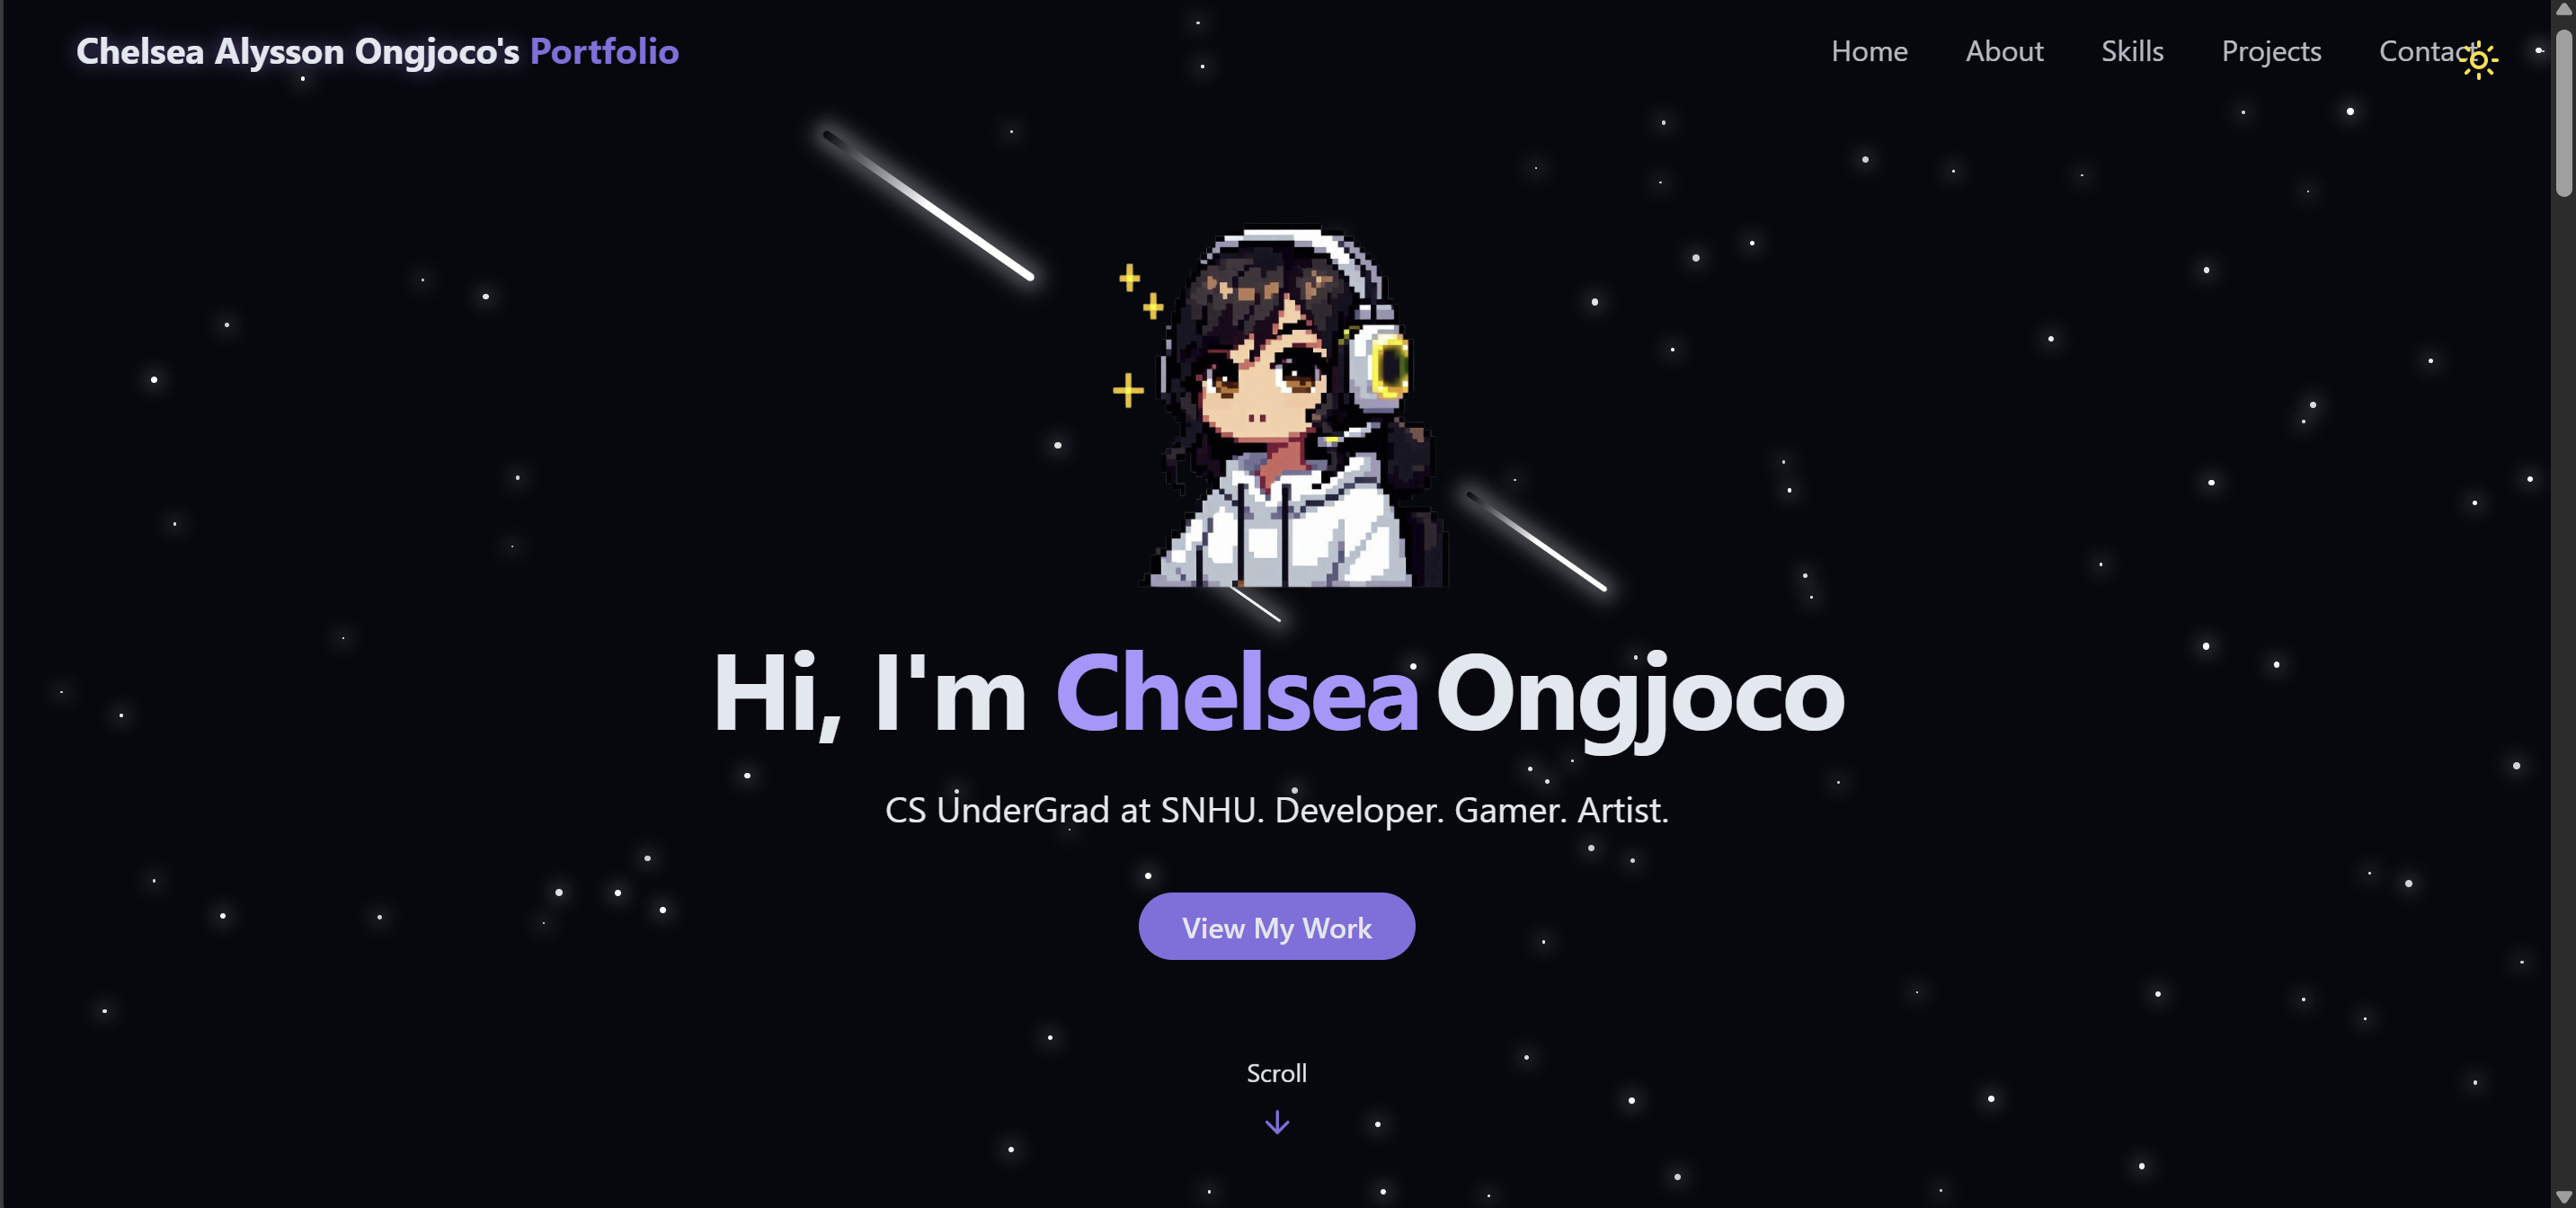 Chelsea Alysson Ongjoco's Portfolio
Home About Skills Projects Contact
Hi, I'm Chelsea Ongjoco
CS UnderGrad at SNHU. Developer. Gamer. Artist.
View My Work
Scroll